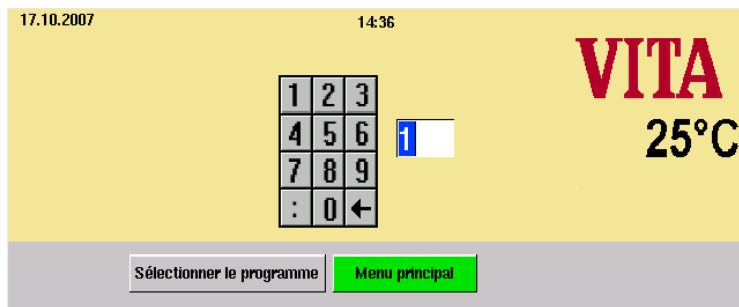 17.10.2007 14:36
VITA
25°C
1 2 3
4 5 6 1
7 8 9
: 0 ←
Sélectionner le programme Menu principal